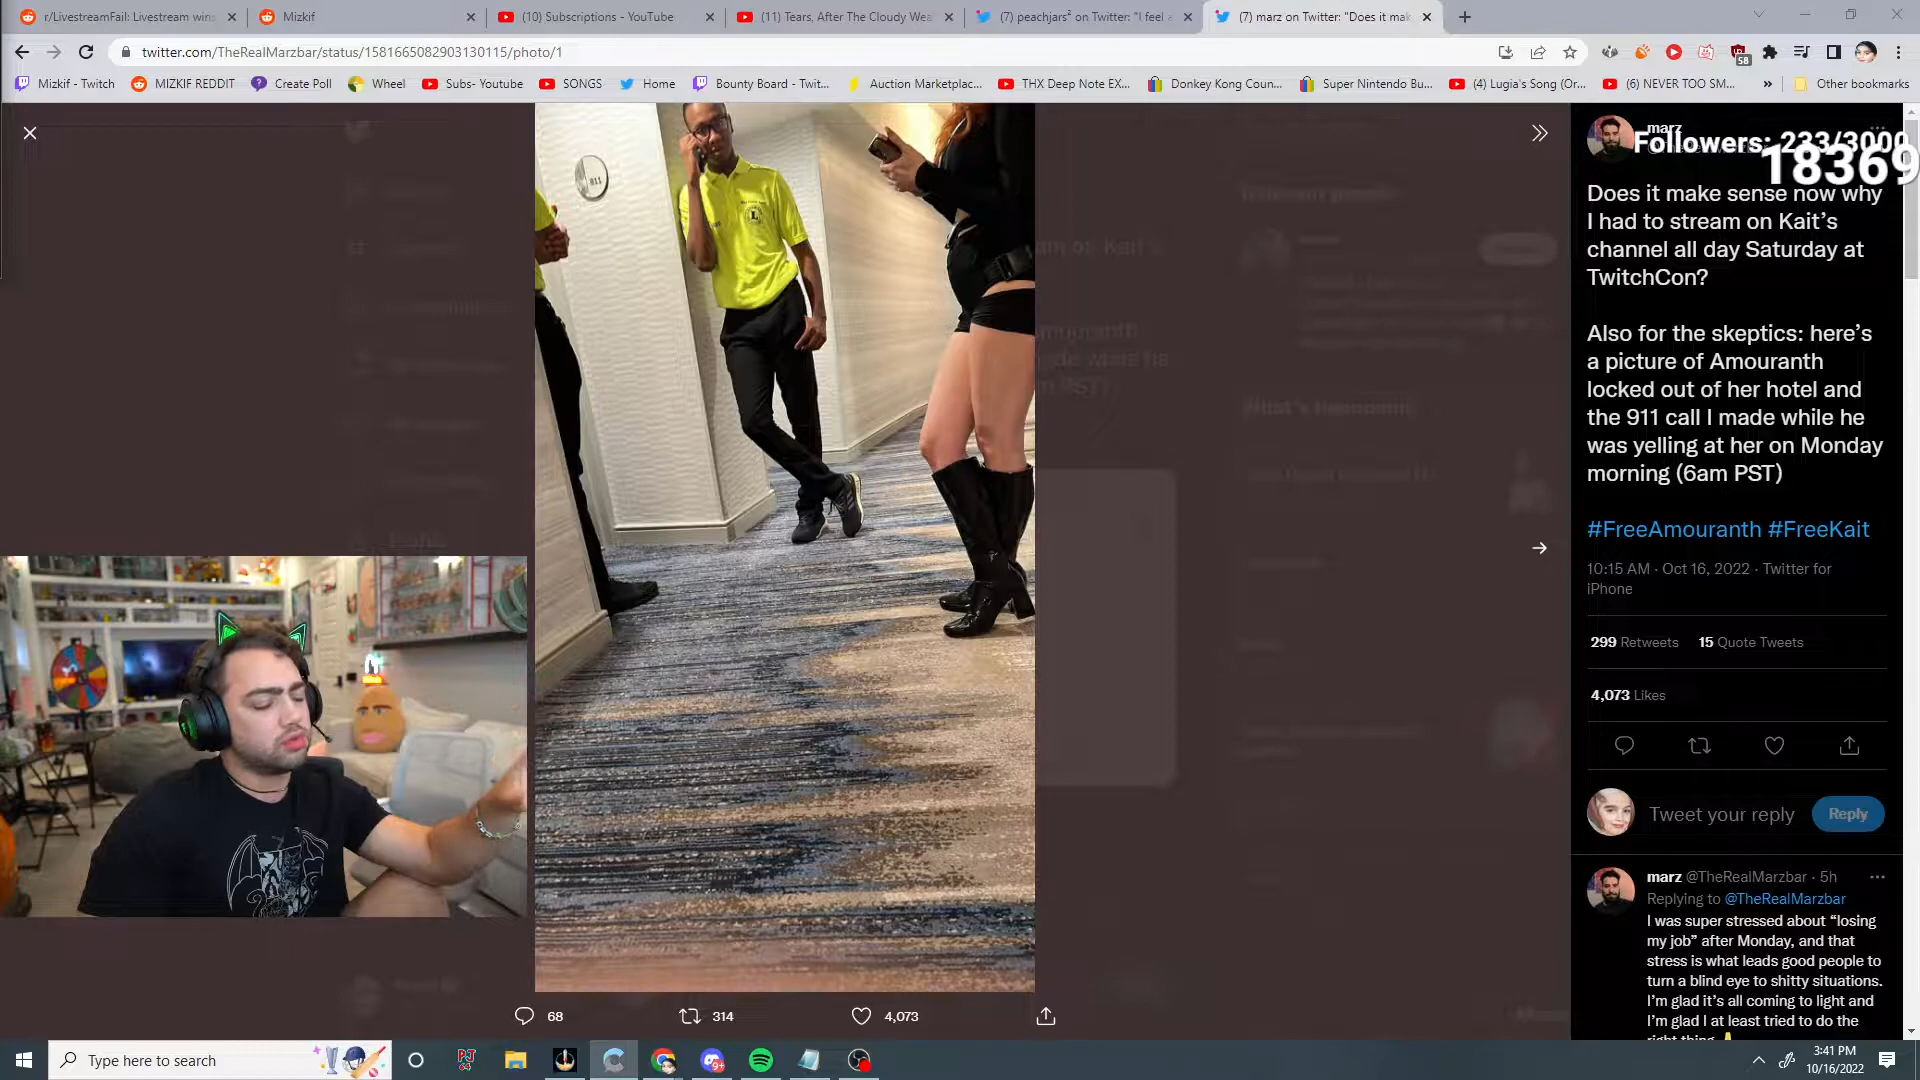 r/LivestreamFail: Livestream wins
Mizkif
(10) Subscriptions - YouTube
(11) Tears, After The Cloudy Wea
(7) peachjars² on Twitter: "I feel a
(7) marz on Twitter: "Does it mak
twitter.com/TheRealMarzbar/status/1581665082903130115/photo/1
58
Mizkif - Twitch
MIZKIF REDDIT
Create Poll
Wheel
Subs- Youtube
SONGS
Home
Bounty Board - Twit...
Auction Marketplac...
THX Deep Note EX...
Donkey Kong Coun...
Super Nintendo Bu...
(4) Lugia's Song (Or...
(6) NEVER TOO SM...
Other bookmarks
811
L
marz
Followers: 233/3000
18369
Does it make sense now why
I had to stream on Kait's
channel all day Saturday at
TwitchCon?
Also for the skeptics: here's
a picture of Amouranth
locked out of her hotel and
the 911 call I made while he
was yelling at her on Monday
morning (6am PST)
#FreeAmouranth #FreeKait
10:15 AM · Oct 16, 2022 · Twitter for
iPhone
299 Retweets 15 Quote Tweets
4,073 Likes
Tweet your reply
Reply
marz @TheRealMarzbar · 5h
Replying to @TheRealMarzbar
I was super stressed about "losing
my job" after Monday, and that
stress is what leads good people to
turn a blind eye to shitty situations.
I'm glad it's all coming to light and
I'm glad I at least tried to do the
right thing
68
314
4,073
Type here to search
9+
3:41 PM
10/16/2022